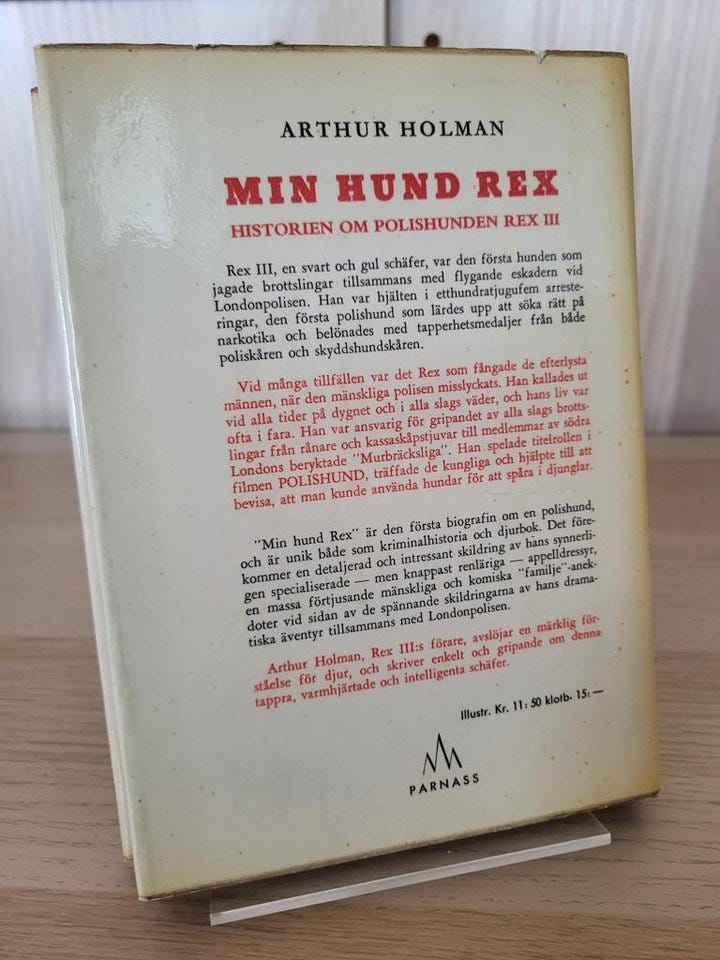 ARTHUR HOLMAN
MIN HUND REX
HISTORIEN OM POLISHUNDEN REX III
Rex III, en svart och gul schäfer, var den första hunden som
jagade brottslingar tillsammans med flygande eskadern vid
Londonpolisen. Han var hjälten i etthundratjugufem arreste-
ringar, den första polishund som lärdes upp att söka rätt på
narkotika och belönades med tapperhetsmedaljer från både
poliskåren och skyddshundskåren.
Vid många tillfällen var det Rex som fångade de efterlysta
männen, när den mänskliga polisen misslyckats. Han kallades ut
vid alla tider på dygnet och i alla slags väder, och hans liv var
ofta i fara. Han var ansvarig för gripandet av alla slags brotts-
lingar från rånare och kassaskåpstjuvar till medlemmar av södra
Londons beryktade "Murbräcksliga". Han spelade titelrollen i
filmen POLISHUND, träffade de kungliga och hjälpte till att
bevisa, att man kunde använda hundar för att spåra i djunglar.
"Min hund Rex" är den första biografin om en polishund,
och är unik både som kriminalhistoria och djurbok. Det före-
kommer en detaljerad och intressant skildring av hans synnerli-
gen specialiserade — men knappast renläriga — appelldressyr,
en massa förtjusande mänskliga och komiska "familje"-anek-
doter vid sidan av de spännande skildringarna av hans drama-
tiska äventyr tillsammans med Londonpolisen.
Arthur Holman, Rex III:s förare, avslöjar en märklig för-
ståelse för djur, och skriver enkelt och gripande om denna
tappra, varmhjärtade och intelligenta schäfer.
Illustr. Kr. 11:50 klotb. 15:—
PARNASS